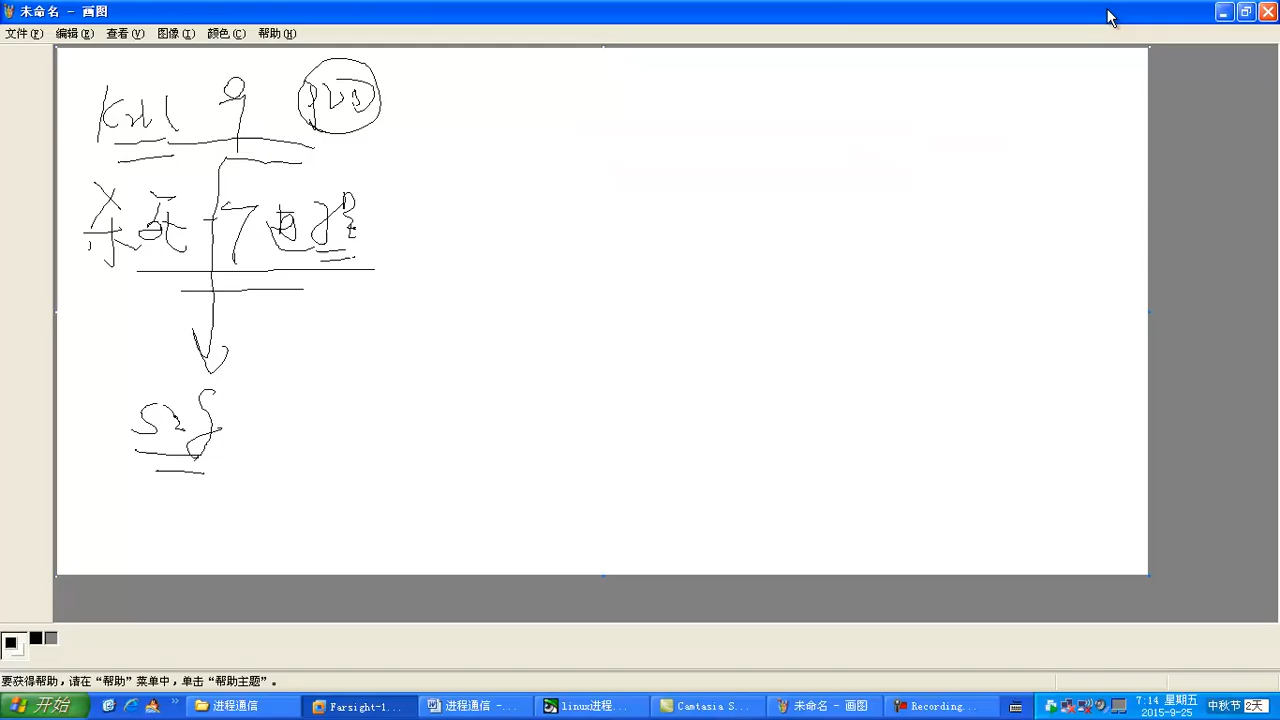 未命名 - 画图
文件(F) 编辑(E) 查看(V) 图像(I) 颜色(C) 帮助(H)
kill 9 pid
杀死一个进程
sig
要获得帮助，请在“帮助”菜单中，单击“帮助主题”。
开始 进程通信 Farsight-1... 进程通信 -... linux进程... Camtasia S... 未命名 - 画图 Recording... 7:14 星期五 中秋节 2天
2015-9-25